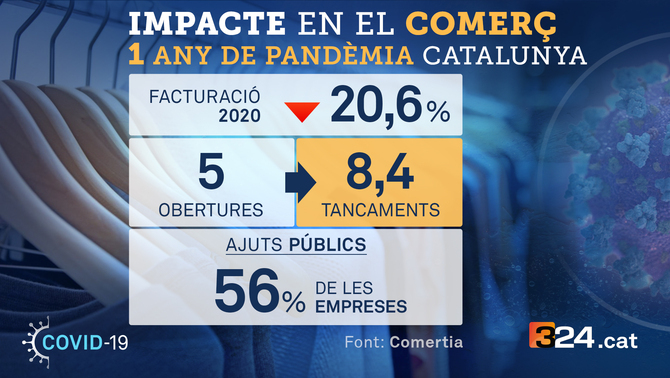 IMPACTE EN EL COMERÇ
1 ANY DE PANDÈMIA CATALUNYA
FACTURACIÓ
2020
20,6%
5
OBERTURES
8,4
TANCAMENTS
AJUTS PÚBLICS
56%
DE LES
EMPRESES
COVID-19
Font: Comertia
324.cat